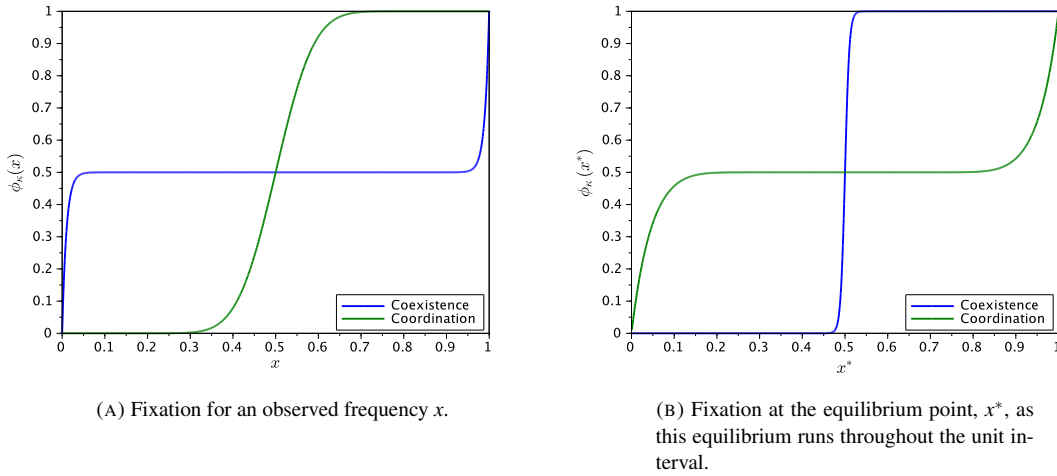 1
0.9
0.8
0.7
0.6
0.5
0.4
0.3
0.2
0.1
0
ϕκ(x)
Coexistence
Coordination
0 0.1 0.2 0.3 0.4 0.5 0.6 0.7 0.8 0.9 1
x
(A) Fixation for an observed frequency x.
1
0.9
0.8
0.7
0.6
0.5
0.4
0.3
0.2
0.1
0
ϕκ(x*)
Coexistence
Coordination
0 0.1 0.2 0.3 0.4 0.5 0.6 0.7 0.8 0.9 1
x*
(B) Fixation at the equilibrium point, x*, as
this equilibrium runs throughout the unit in-
terval.